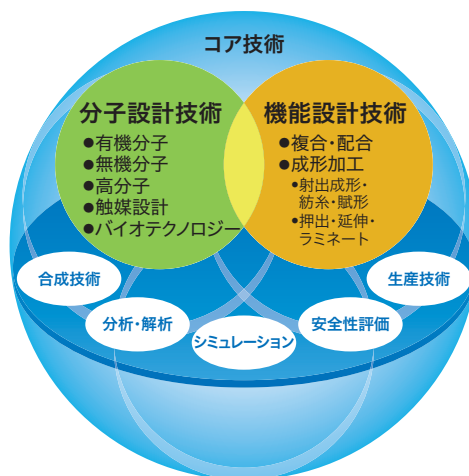 コア技術
分子設計技術
●有機分子
●無機分子
●高分子
●触媒設計
●バイオテクノロジー
機能設計技術
●複合・配合
●成形加工
●射出成形・
紡糸・賦形
●押出・延伸・
ラミネート
合成技術
分析・解析
シミュレーション
安全性評価
生産技術